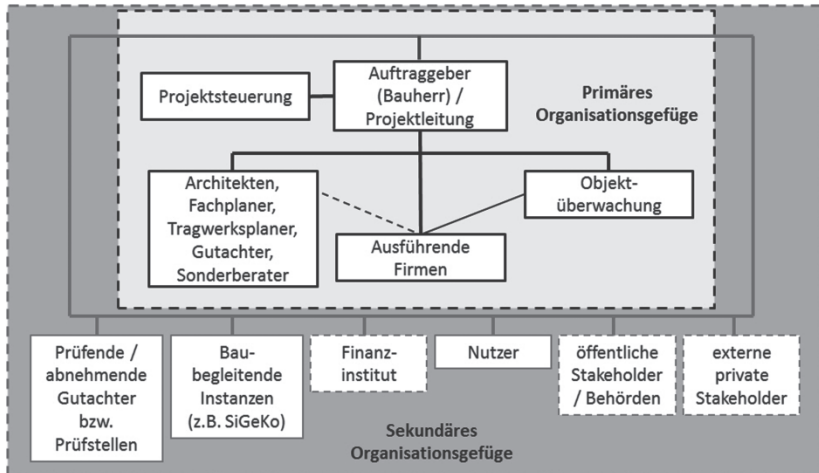 Projektsteuerung
Auftraggeber
(Bauherr) /
Projektleitung
Primäres
Organisationsgefüge
Architekten,
Fachplaner,
Tragwerksplaner,
Gutachter,
Sonderberater
Objekt-
überwachung
Ausführende
Firmen
Prüfende /
abnehmende
Gutachter
bzw.
Prüfstellen
Bau-
begleitende
Instanzen
(z.B. SiGeKo)
Finanz-
institut
Nutzer
öffentliche
Stakeholder
/ Behörden
externe
private
Stakeholder
Sekundäres
Organisationsgefüge